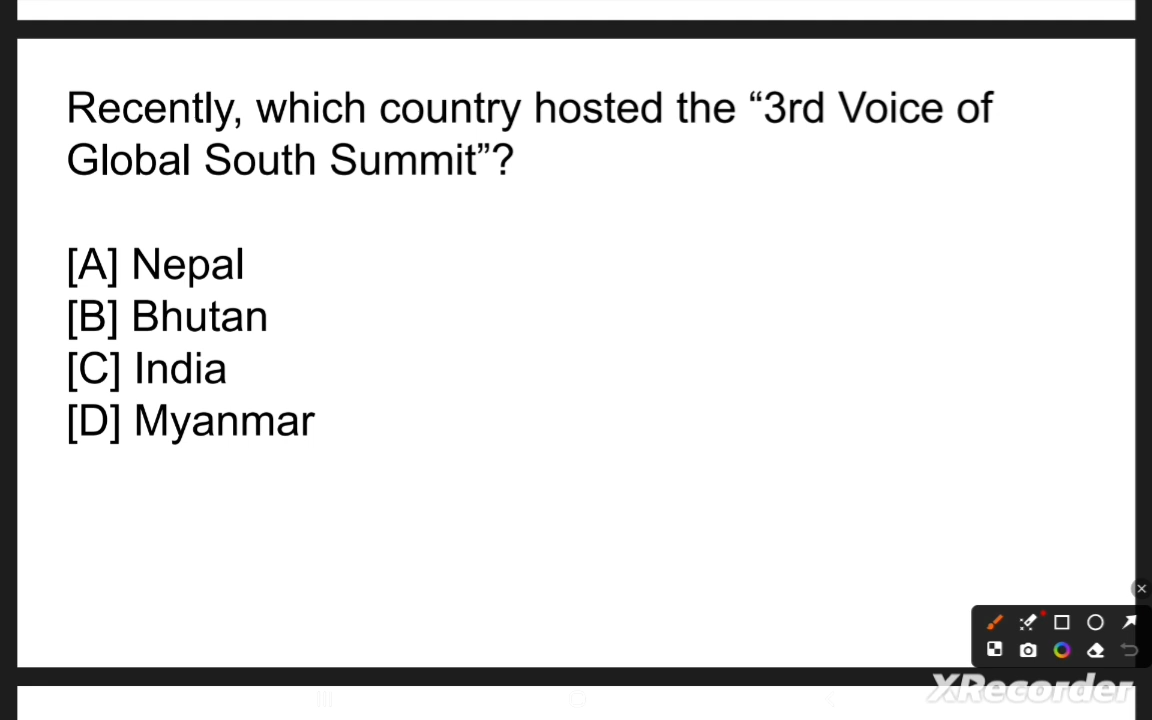 Recently, which country hosted the “3rd Voice of
Global South Summit”?
[A] Nepal
[B] Bhutan
[C] India
[D] Myanmar
XRecorder